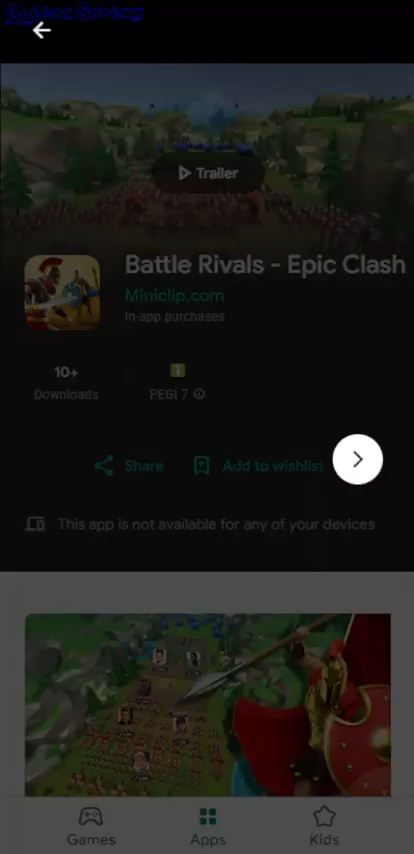 Trailer
Battle Rivals - Epic Clash
Miniclip.com
In-app purchases
10+
Downloads
PEGI 7
Share
Add to wishlist
This app is not available for any of your devices
Games
Apps
Kids